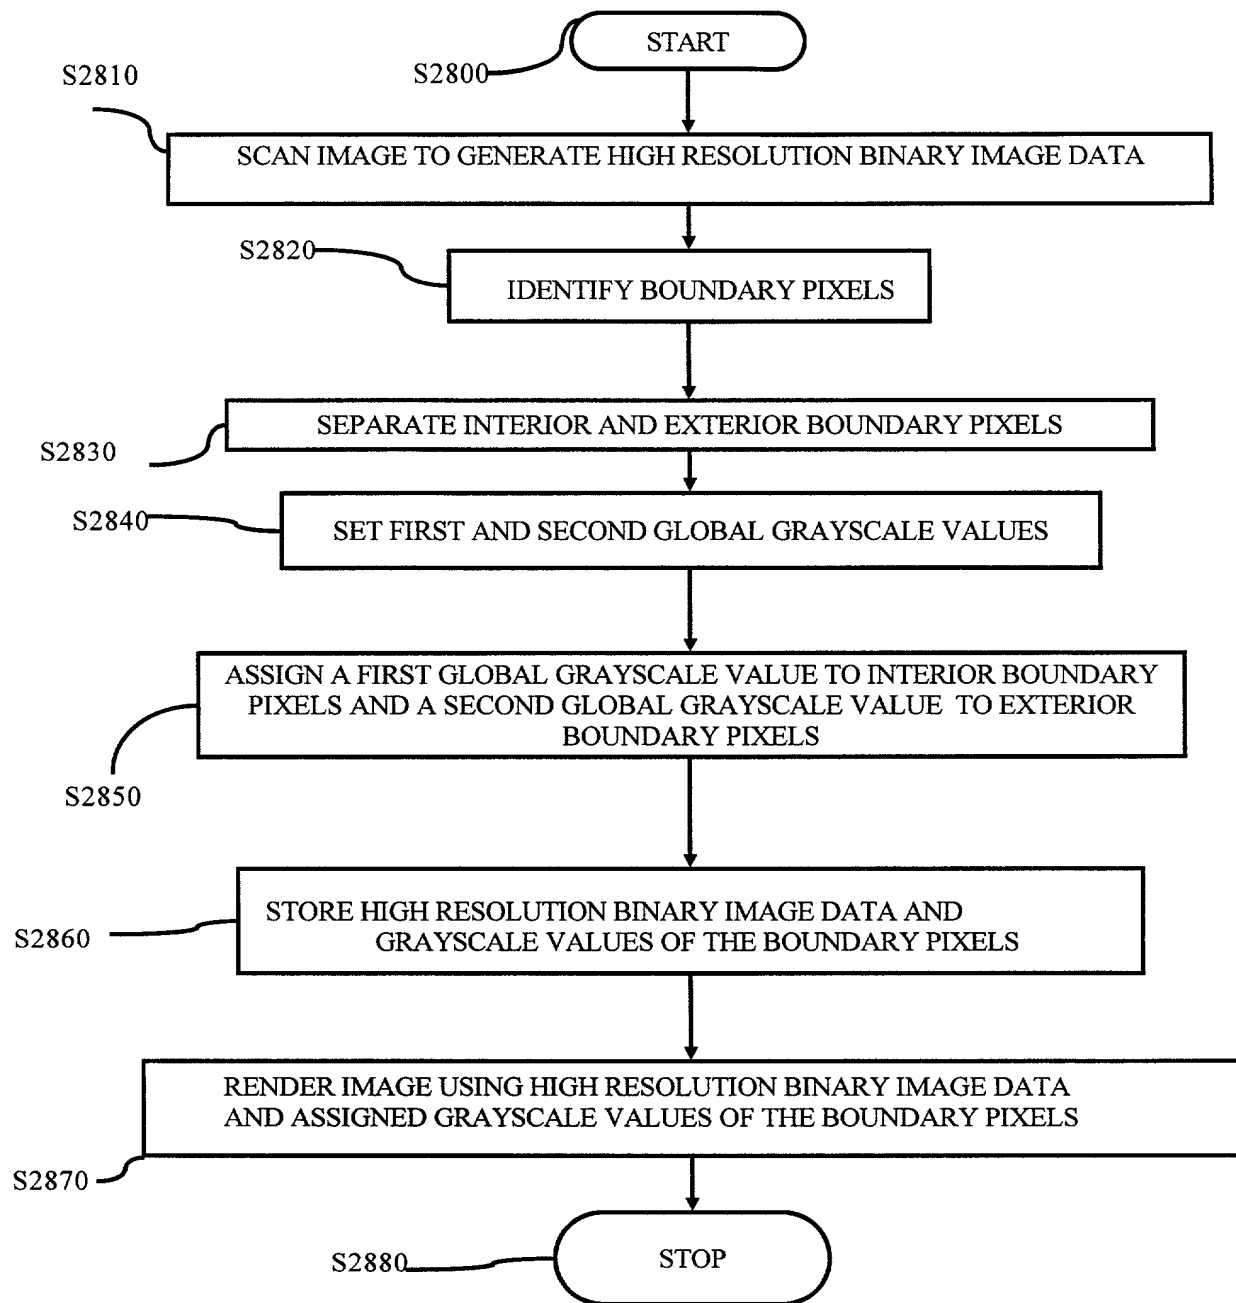 START
S2800
S2810
SCAN IMAGE TO GENERATE HIGH RESOLUTION BINARY IMAGE DATA
S2820
IDENTIFY BOUNDARY PIXELS
SEPARATE INTERIOR AND EXTERIOR BOUNDARY PIXELS
S2830
S2840
SET FIRST AND SECOND GLOBAL GRAYSCALE VALUES
ASSIGN A FIRST GLOBAL GRAYSCALE VALUE TO INTERIOR BOUNDARY
PIXELS AND A SECOND GLOBAL GRAYSCALE VALUE TO EXTERIOR
BOUNDARY PIXELS
S2850
STORE HIGH RESOLUTION BINARY IMAGE DATA AND
GRAYSCALE VALUES OF THE BOUNDARY PIXELS
S2860
RENDER IMAGE USING HIGH RESOLUTION BINARY IMAGE DATA
AND ASSIGNED GRAYSCALE VALUES OF THE BOUNDARY PIXELS
S2870
STOP
S2880